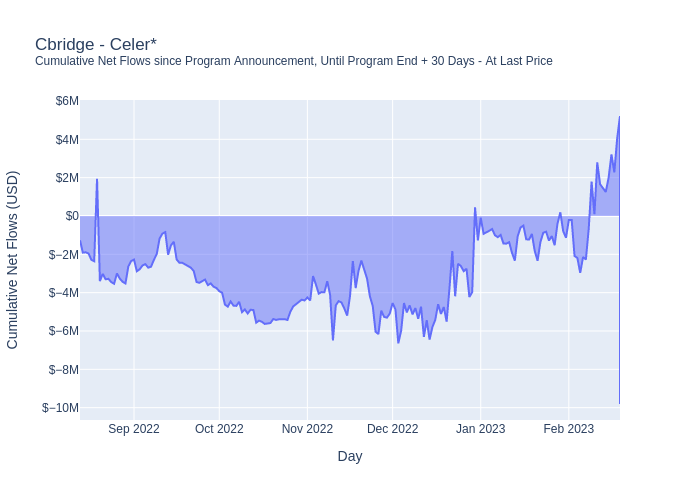 Cbridge - Celer*
Cumulative Net Flows since Program Announcement, Until Program End + 30 Days - At Last Price
Cumulative Net Flows (USD)
$6M
$4M
$2M
$0
$−2M
$−4M
$−6M
$−8M
$−10M
Sep 2022
Oct 2022
Nov 2022
Dec 2022
Jan 2023
Feb 2023
Day